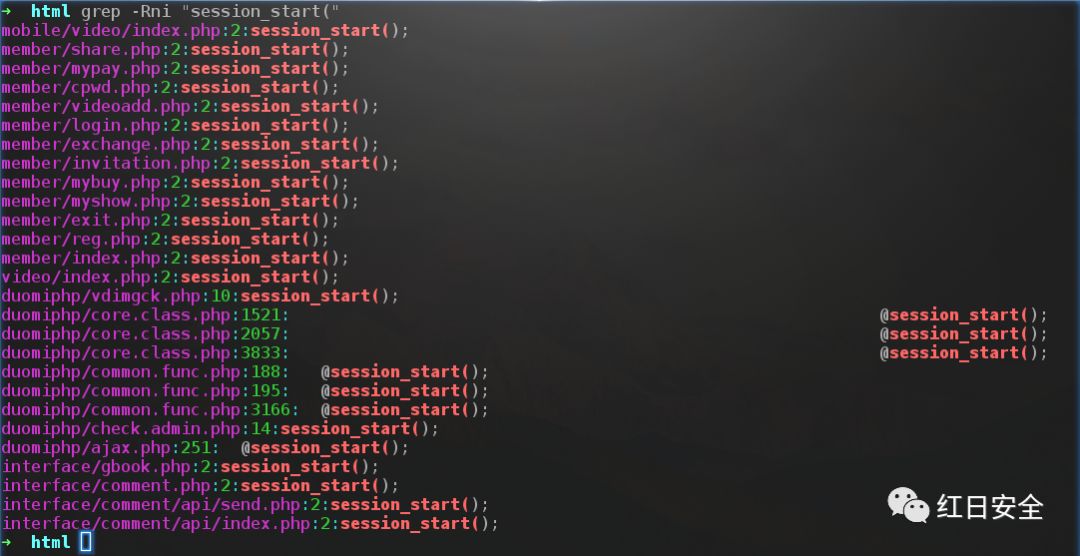 → html grep -Rni "session_start("
mobile/video/index.php:2:session_start();
member/share.php:2:session_start();
member/mypay.php:2:session_start();
member/cpwd.php:2:session_start();
member/videoadd.php:2:session_start();
member/login.php:2:session_start();
member/exchange.php:2:session_start();
member/invitation.php:2:session_start();
member/mybuy.php:2:session_start();
member/myshow.php:2:session_start();
member/exit.php:2:session_start();
member/reg.php:2:session_start();
member/index.php:2:session_start();
video/index.php:2:session_start();
duomiphp/vdimgck.php:10:session_start();
duomiphp/core.class.php:1521: @session_start();
duomiphp/core.class.php:2057: @session_start();
duomiphp/core.class.php:3833: @session_start();
duomiphp/common.func.php:188: @session_start();
duomiphp/common.func.php:195: @session_start();
duomiphp/common.func.php:3166: @session_start();
duomiphp/check.admin.php:14:session_start();
duomiphp/ajax.php:251: @session_start();
interface/gbook.php:2:session_start();
interface/comment.php:2:session_start();
interface/comment/api/send.php:2:session_start();
interface/comment/api/index.php:2:session_start();
→ html
红日安全